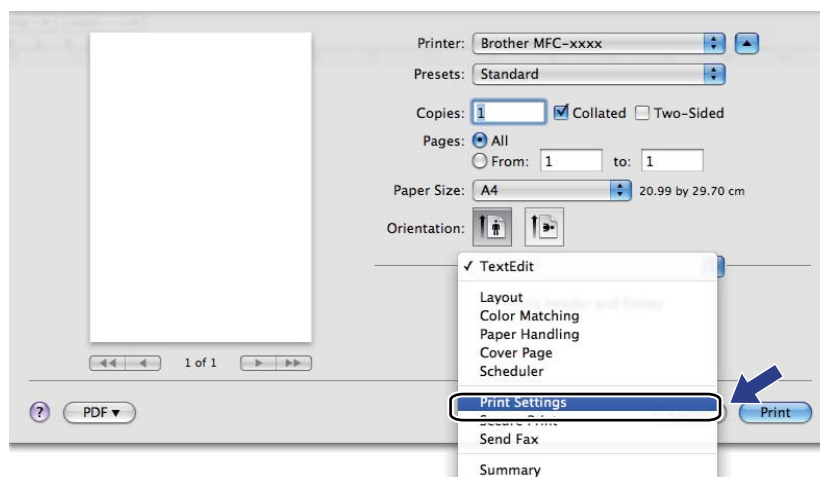 Printer: Brother MFC-xxxx
Presets: Standard
Copies: 1 Collated Two-Sided
Pages: All
From: 1 to: 1
Paper Size: A4 20.99 by 29.70 cm
Orientation:
✓ TextEdit
Layout
Color Matching
Paper Handling
Cover Page
Scheduler
Print Settings
Secure Print
Send Fax
Summary
1 of 1
? PDF ▼ Print